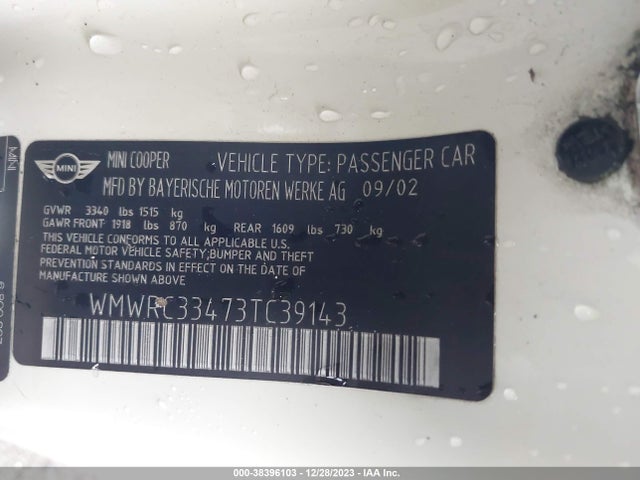 MINI
MINI COOPER
VEHICLE TYPE: PASSENGER CAR
MFD BY BAYERISCHE MOTOREN WERKE AG 09/02
GVWR 3340 lbs 1515 kg
GAWR FRONT 1918 lbs 870 kg REAR 1609 lbs 730 kg
THIS VEHICLE CONFORMS TO ALL APPLICABLE U.S.
FEDERAL MOTOR VEHICLE SAFETY,BUMPER AND THEFT
PREVENTION STANDARDS IN EFFECT ON THE DATE OF
MANUFACTURE SHOWN ABOVE
WMWRC33473TC39143
MINI
Copyright 38396103 - 12/28/2023 - IAA Inc.